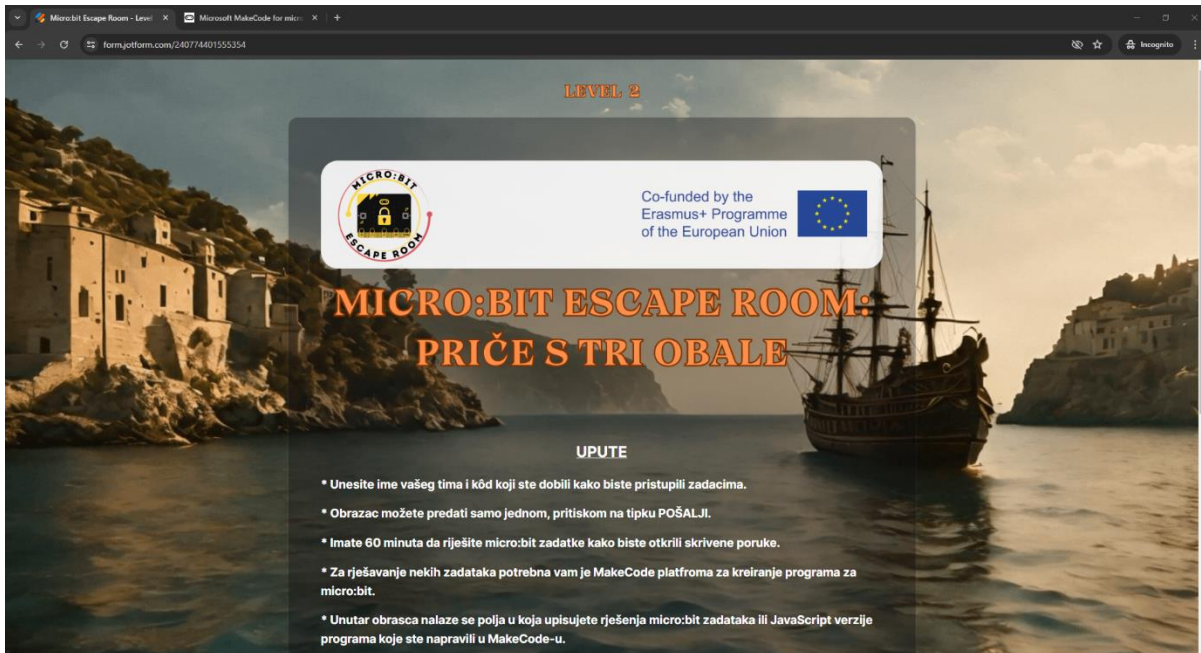 Micro:bit Escape Room - Level
Microsoft MakeCode for micro
form.jotform.com/240774401555354
Incognito
LEVEL 2
MICRO:BIT
ESCAPE ROOM
Co-funded by the
Erasmus+ Programme
of the European Union
MICRO:BIT ESCAPE ROOM:
PRIČE S TRI OBALE
UPUTE
* Unesite ime vašeg tima i kôd koji ste dobili kako biste pristupili zadacima.
* Obrazac možete predati samo jednom, pritiskom na tipku POŠALJI.
* Imate 60 minuta da riješite micro:bit zadatke kako biste otkrili skrivene poruke.
* Za rješavanje nekih zadataka potrebna vam je MakeCode platfroma za kreiranje programa za
micro:bit.
* Unutar obrasca nalaze se polja u koja upisujete rješenja micro:bit zadataka ili JavaScript verzije
programa koje ste napravili u MakeCode-u.